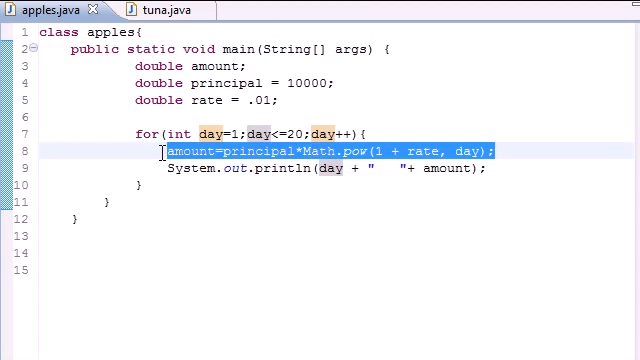 apples.java tuna.java
1 class apples{
2 public static void main(String[] args) {
3 double amount;
4 double principal = 10000;
5 double rate = .01;
6
7 for(int day=1;day<=20;day++){
8 amount=principal*Math.pow(1 + rate, day);
9 System.out.println(day + "   "+ amount);
10 }
11 }
12 }
13
14
15